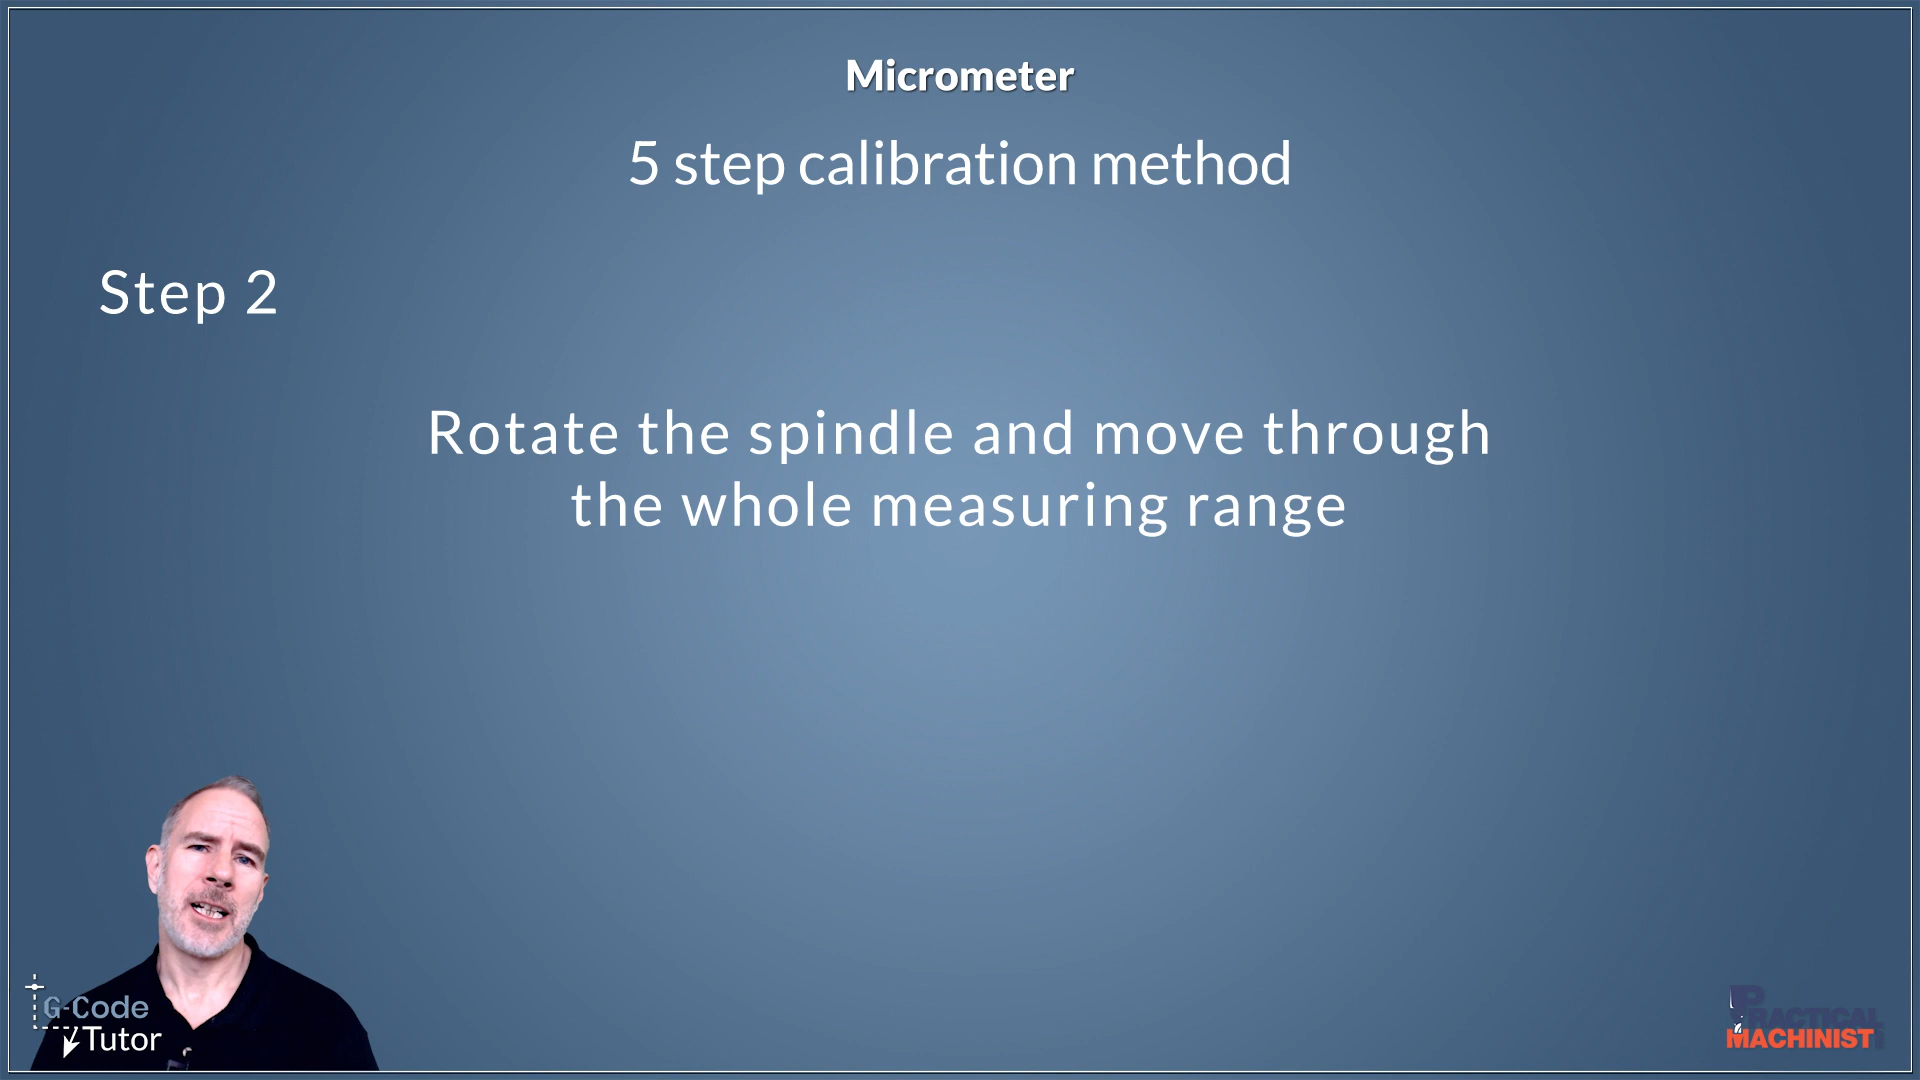 Micrometer
5 step calibration method
Step 2
Rotate the spindle and move through
the whole measuring range
G-Code
Tutor
PRACTICAL
MACHINIST